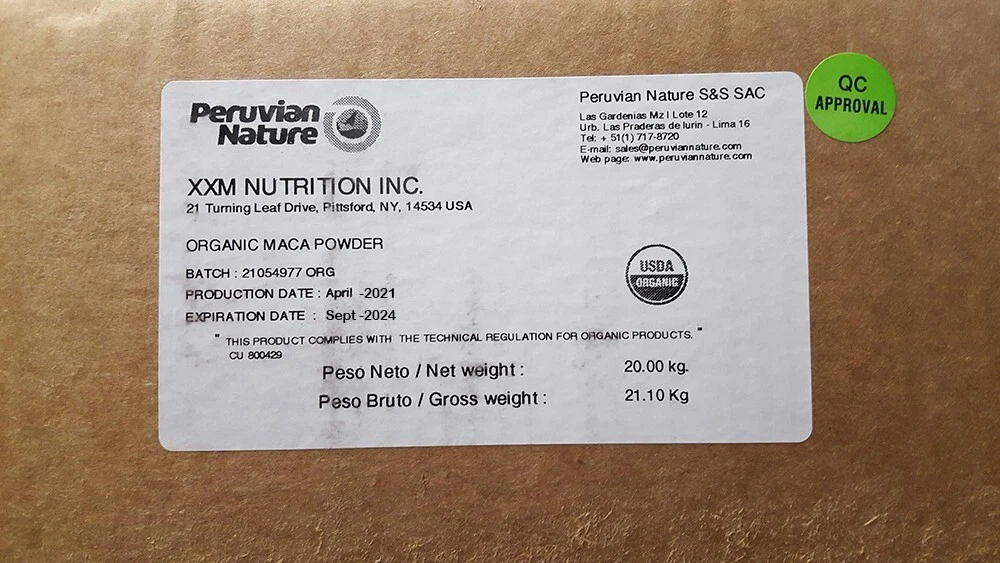 Peruvian
Nature
Peruvian Nature S&S SAC
Las Gardenias Mz I Lote 12
Urb. Las Praderas de lurin - Lima 16
Tel: + 51(1) 717-8720
E-mail: sales@peruviannature.com
Web page: www.peruviannature.com
QC
APPROVAL
XXM NUTRITION INC.
21 Turning Leaf Drive, Pittsford, NY, 14534 USA
ORGANIC MACA POWDER
BATCH : 21054977 ORG
PRODUCTION DATE : April -2021
EXPIRATION DATE : Sept -2024
USDA
ORGANIC
" THIS PRODUCT COMPLIES WITH THE TECHNICAL REGULATION FOR ORGANIC PRODUCTS. "
CU 800429
Peso Neto / Net weight : 20.00 kg.
Peso Bruto / Gross weight : 21.10 Kg